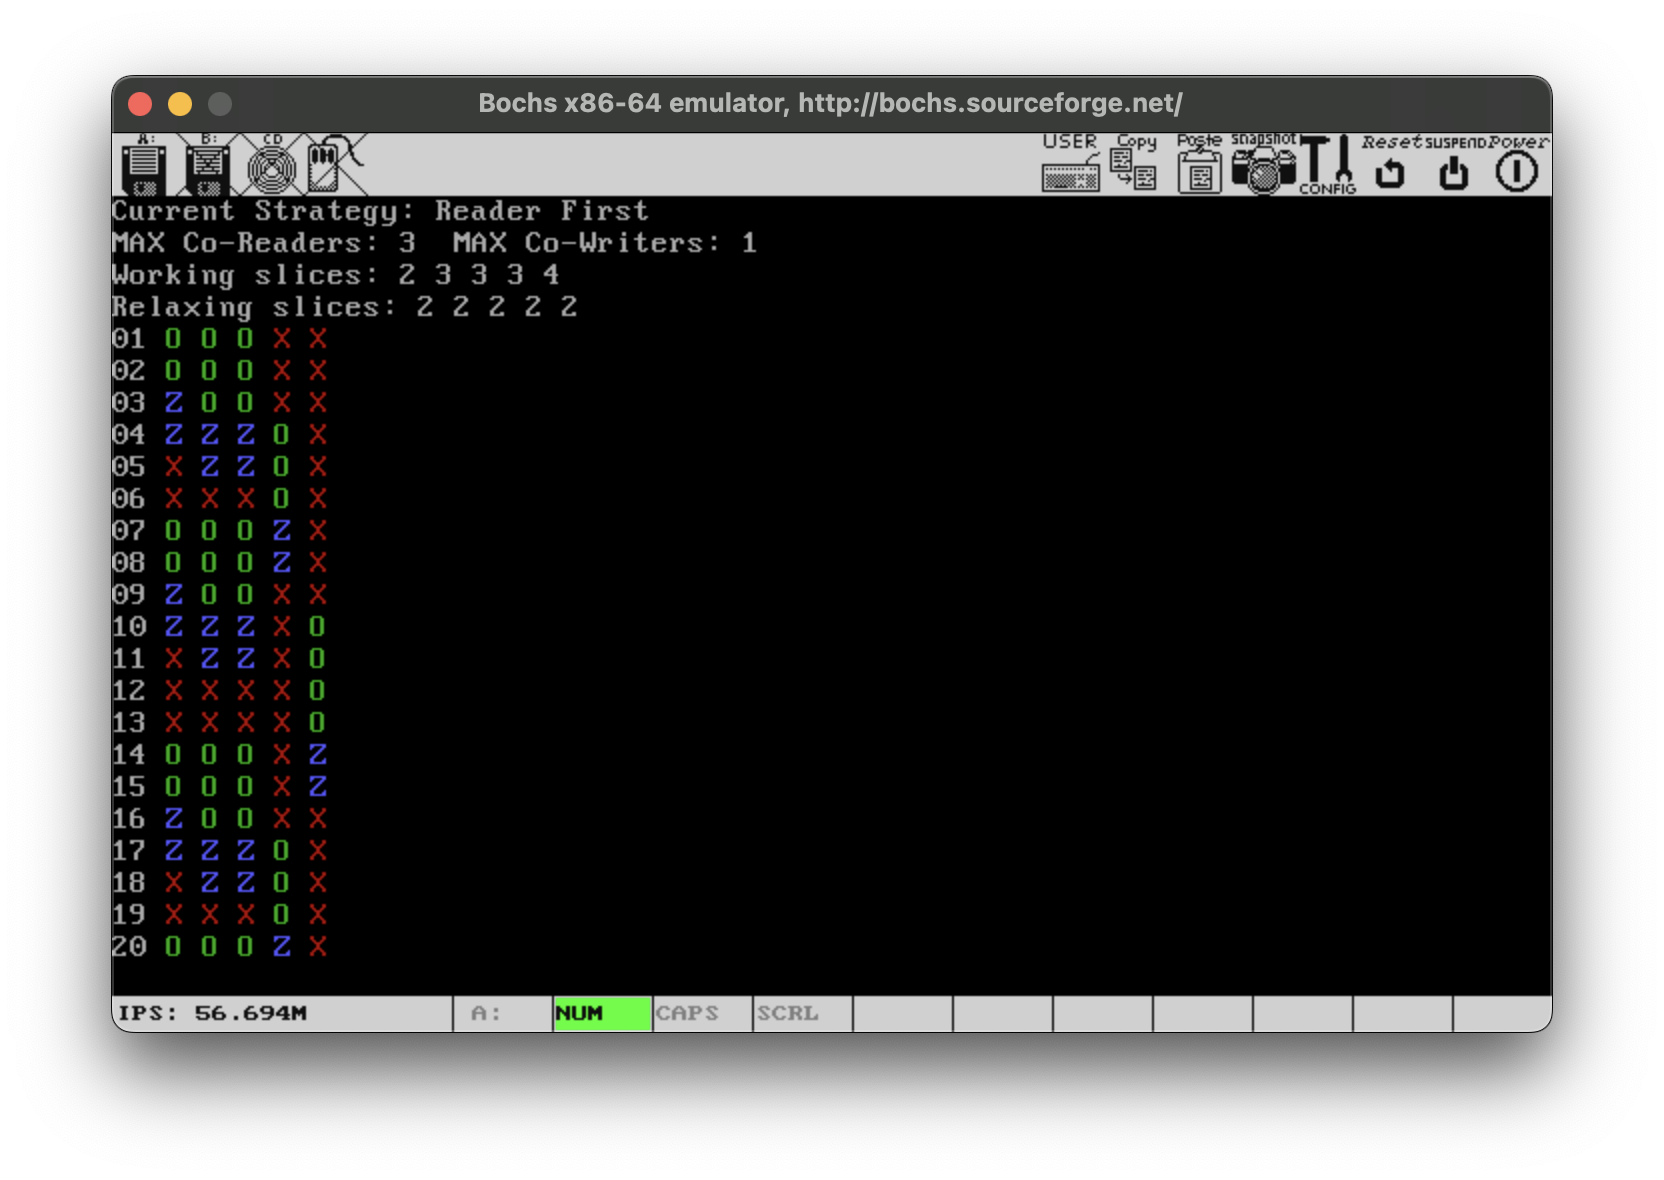 Bochs x86-64 emulator, http://bochs.sourceforge.net/
A: B: CD USER Copy Paste snapshot CONFIG Reset SUSPEND Power
Current Strategy: Reader First
MAX Co-Readers: 3 MAX Co-Writers: 1
Working slices: 2 3 3 3 4
Relaxing slices: 2 2 2 2 2
01 O O O X X
02 O O O X X
03 Z O O X X
04 Z Z Z O X
05 X Z Z O X
06 X X X O X
07 O O O Z X
08 O O O Z X
09 Z O O X X
10 Z Z Z X O
11 X Z Z X O
12 X X X X O
13 X X X X O
14 O O O X Z
15 O O O X Z
16 Z O O X X
17 Z Z Z O X
18 X Z Z O X
19 X X X O X
20 O O O Z X
IPS: 56.694M A: NUM CAPS SCRL